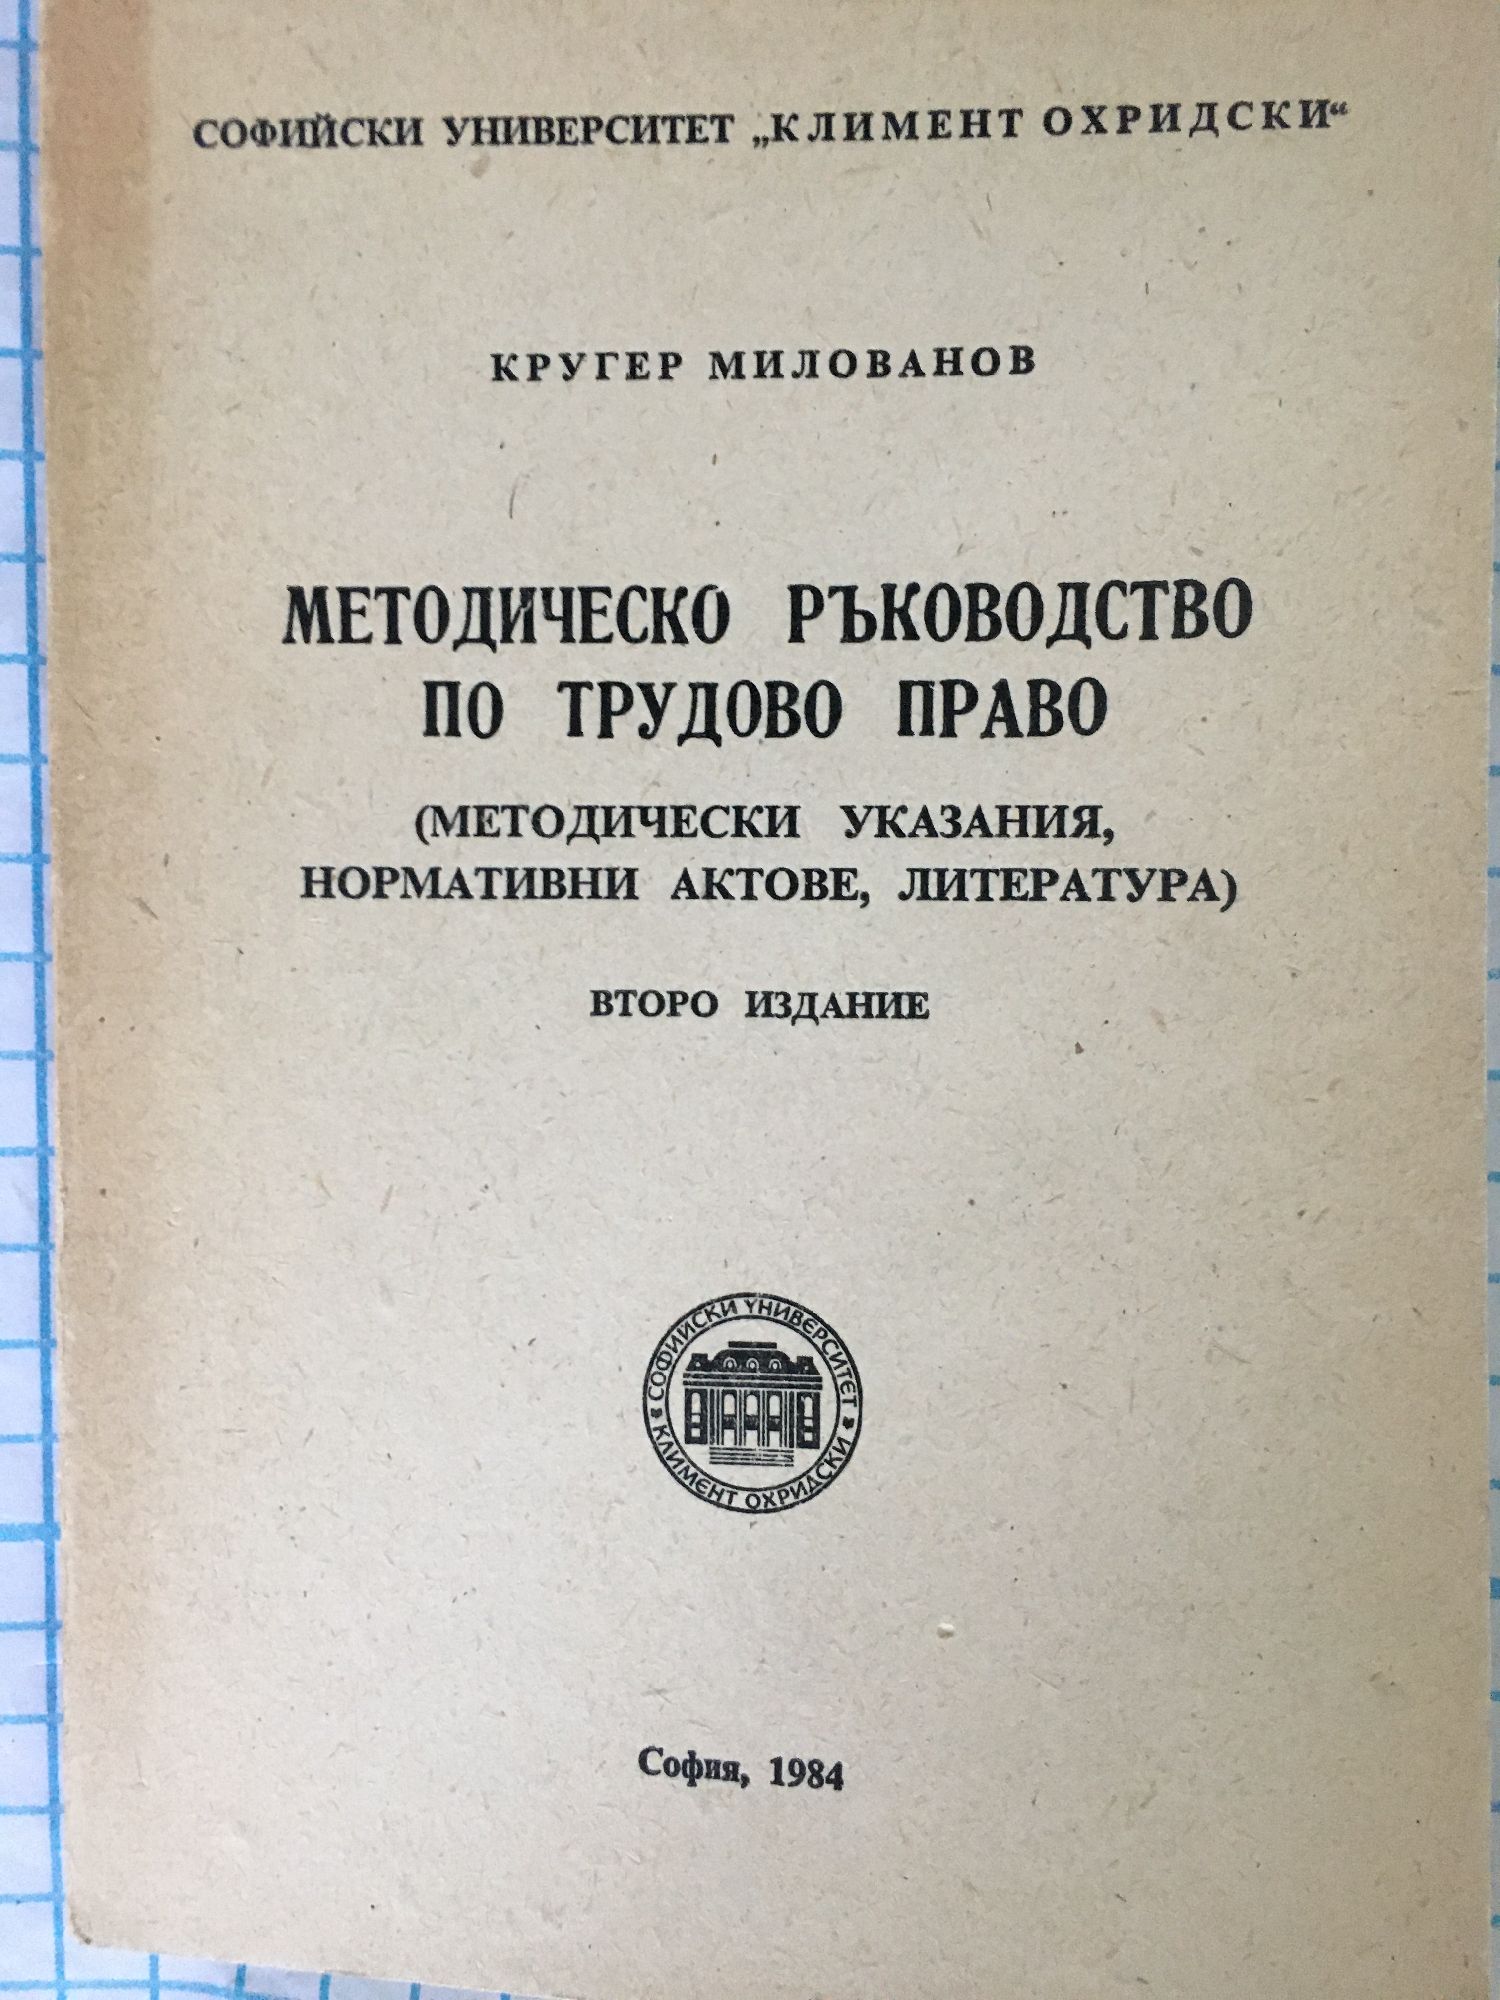 СОФИЙСКИ УНИВЕРСИТЕТ „КЛИМЕНТ ОХРИДСКИ“
КРУГЕР МИЛОВАНОВ
МЕТОДИЧЕСКО РЪКОВОДСТВО
ПО ТРУДОВО ПРАВО
(МЕТОДИЧЕСКИ УКАЗАНИЯ,
НОРМАТИВНИ АКТОВЕ, ЛИТЕРАТУРА)
ВТОРО ИЗДАНИЕ
СОФИЙСКИ УНИВЕРСИТЕТ
КЛИМЕНТ ОХРИДСКИ
София, 1984